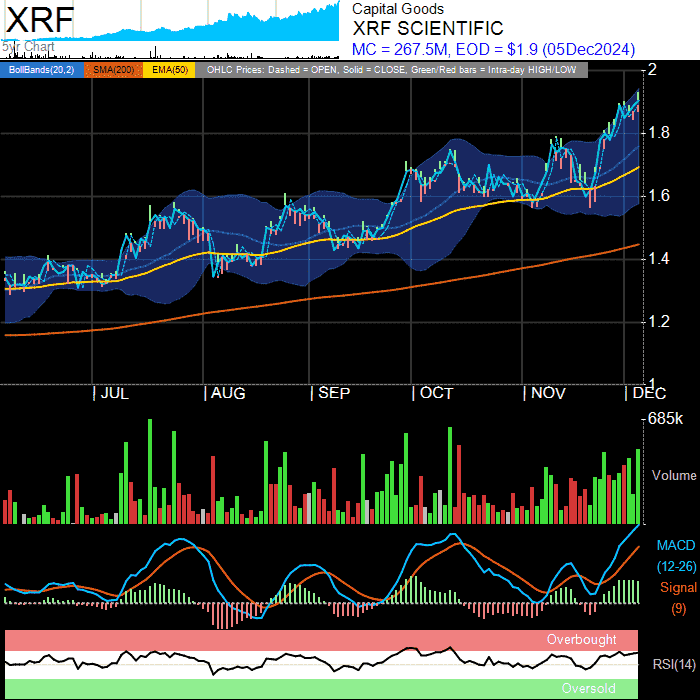 XRF
5yr Chart
Capital Goods
XRF SCIENTIFIC
MC = 267.5M, EOD = $1.9 (05Dec2024)
BollBands(20,2) SMA(200) EMA(50) OHLC Prices: Dashed = OPEN, Solid = CLOSE, Green/Red bars = Intra-day HIGH/LOW
2
1.8
1.6
1.4
1.2
1
JUL AUG SEP OCT NOV DEC
685k
Volume
MACD
(12-26)
Signal
(9)
Overbought
RSI(14)
Oversold